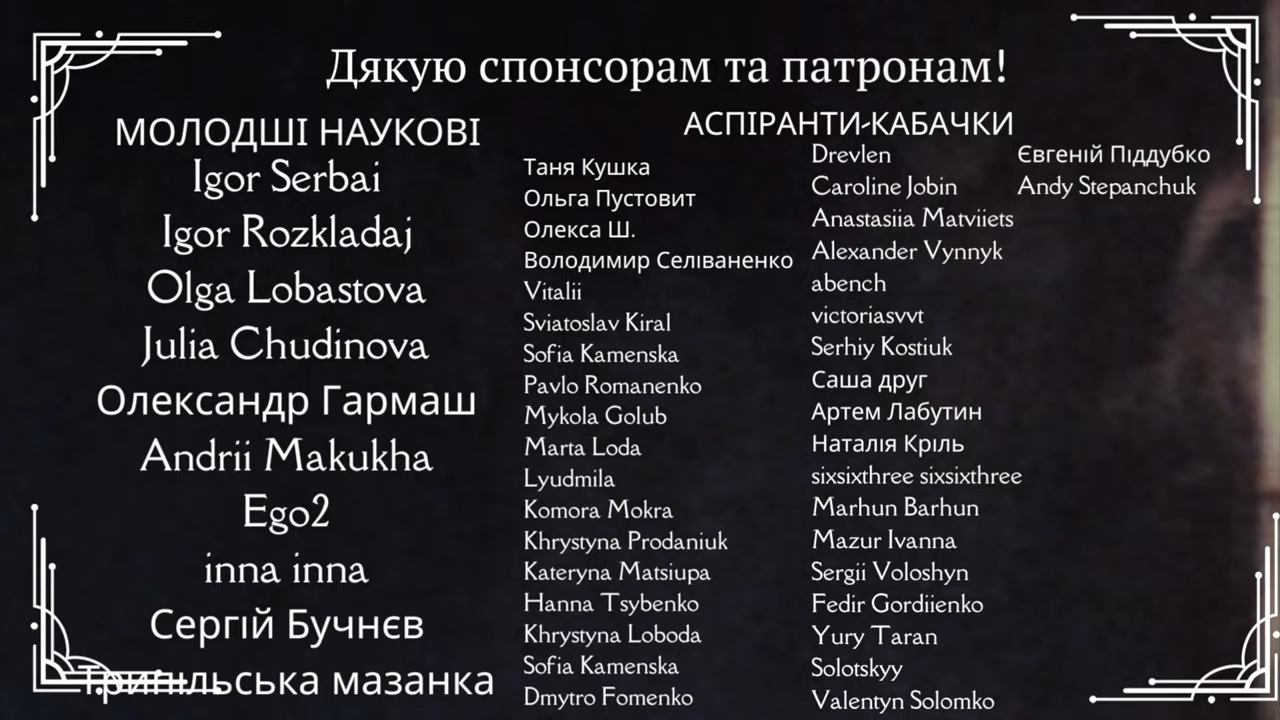 Дякую спонсорам та патронам!
МОЛОДШІ НАУКОВІ
Igor Serbai
Igor Rozkladaj
Olga Lobastova
Julia Chudinova
Олександр Гармаш
Andrii Makukha
Ego2
inna inna
Сергій Бучнєв
Трипільська мазанка
АСПІРАНТИ-КАБАЧКИ
Таня Кушка
Ольга Пустовит
Олекса Ш.
Володимир Селіваненко
Vitalii
Sviatoslav Kiral
Sofia Kamenska
Pavlo Romanenko
Mykola Golub
Marta Loda
Lyudmila
Komora Mokra
Khrystyna Prodaniuk
Kateryna Matsiupa
Hanna Tsybenko
Khrystyna Loboda
Sofia Kamenska
Dmytro Fomenko
Drevlen
Caroline Jobin
Anastasiia Matviiets
Alexander Vynnyk
abench
victoriasvvt
Serhiy Kostiuk
Саша друг
Артем Лабутин
Наталія Кріль
sixsixthree sixsixthree
Marhun Barhun
Mazur Ivanna
Sergii Voloshyn
Fedir Gordiienko
Yury Taran
Solotskyy
Valentyn Solomko
Євгеній Піддубко
Andy Stepanchuk